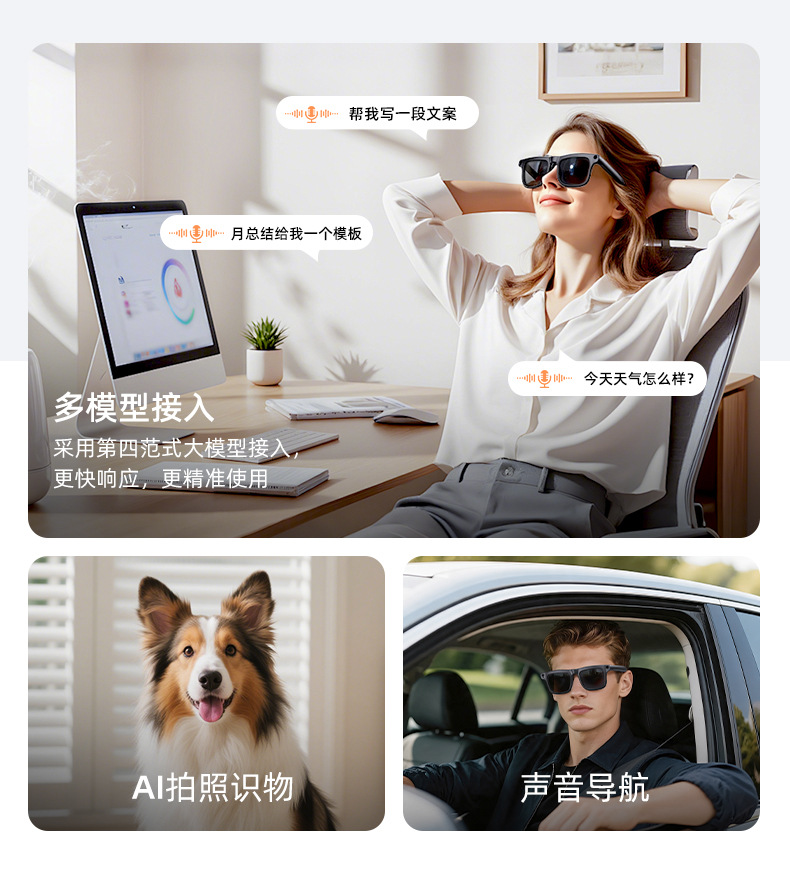 帮我写一段文案
月总结给我一个模板
今天天气怎么样?
多模型接入
采用第四范式大模型接入，
更快响应，更精准使用
AI拍照识物
声音导航